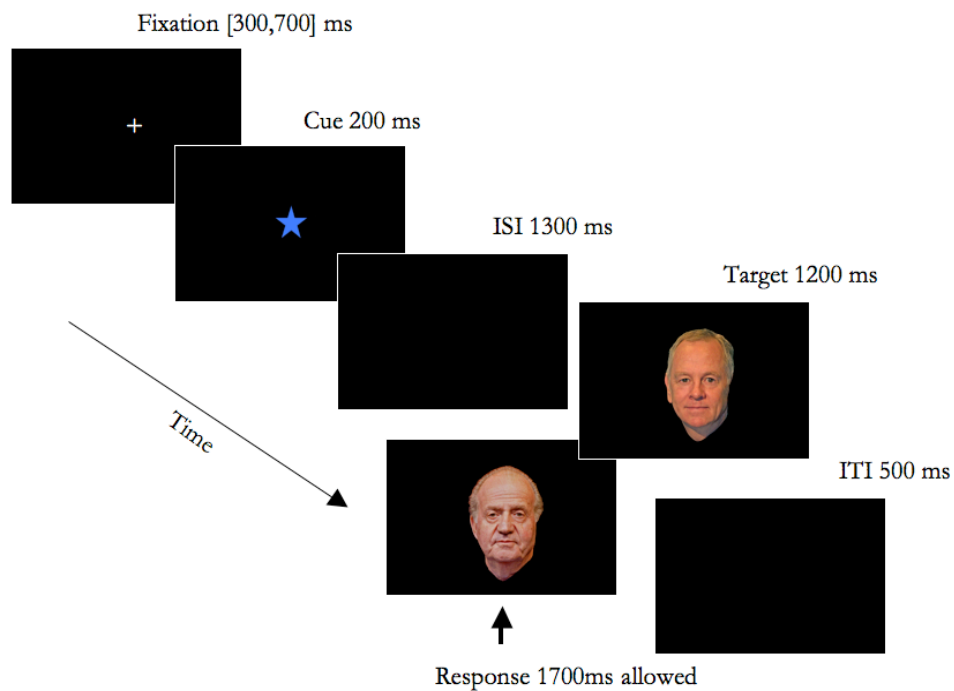 Fixation [300,700] ms
Cue 200 ms
ISI 1300 ms
Target 1200 ms
Time
ITI 500 ms
Response 1700ms allowed